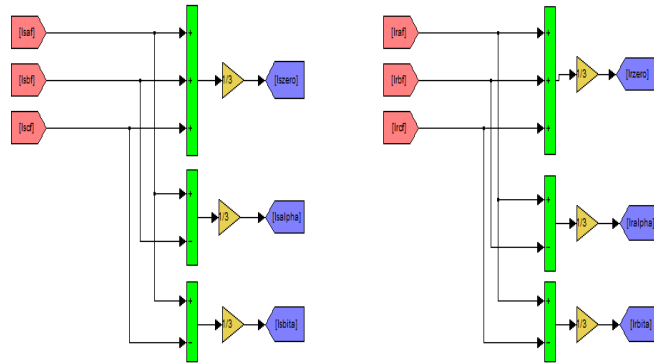 [Isaf]
[Isbf]
[Iscf]
+
+
+
1/3
[Iszero]
+
−
1/3
[Isalpha]
+
−
1/3
[Isbita]
[Iraf]
[Irbf]
[Ircf]
+
+
+
1/3
[Irzero]
+
−
1/3
[Iralpha]
+
−
1/3
[Irbita]